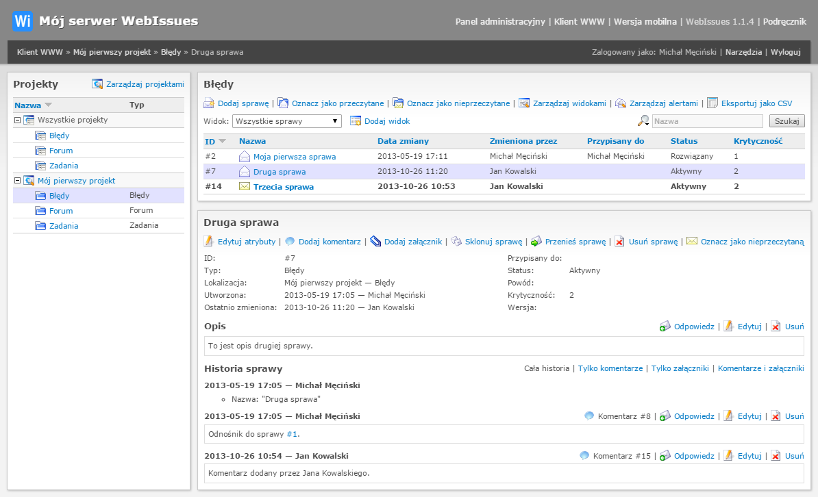 Wi Mój serwer WebIssues
Panel administracyjny | Klient WWW | Wersja mobilna | WebIssues 1.1.4 | Podręcznik
Klient WWW » Mój pierwszy projekt » Błędy » Druga sprawa
Zalogowany jako: Michał Męciński | Narzędzia | Wyloguj
Projekty
Zarządzaj projektami
Nazwa Typ
Wszystkie projekty
Błędy
Forum
Zadania
Mój pierwszy projekt
Błędy Błędy
Forum Forum
Zadania Zadania
Błędy
Dodaj sprawę | Oznacz jako przeczytane | Oznacz jako nieprzeczytane | Zarządzaj widokami | Zarządzaj alertami | Eksportuj jako CSV
Widok: Wszystkie sprawy Dodaj widok Nazwa Szukaj
ID Nazwa Data zmiany Zmieniona przez Przypisany do Status Krytyczność
#2 Moja pierwsza sprawa 2013-05-19 17:11 Michał Męciński Michał Męciński Rozwiązany 1
#7 Druga sprawa 2013-10-26 11:20 Jan Kowalski Aktywny 2
#14 Trzecia sprawa 2013-10-26 10:53 Jan Kowalski Aktywny 2
Druga sprawa
Edytuj atrybuty | Dodaj komentarz | Dodaj załącznik | Sklonuj sprawę | Przenieś sprawę | Usuń sprawę | Oznacz jako nieprzeczytaną
ID: #7 Przypisany do:
Typ: Błędy Status: Aktywny
Lokalizacja: Mój pierwszy projekt — Błędy Powód:
Utworzona: 2013-05-19 17:05 — Michał Męciński Krytyczność: 2
Ostatnio zmieniona: 2013-10-26 11:20 — Jan Kowalski Wersja:
Opis Odpowiedz | Edytuj | Usuń
To jest opis drugiej sprawy.
Historia sprawy Cała historia | Tylko komentarze | Tylko załączniki | Komentarze i załączniki
2013-05-19 17:05 — Michał Męciński
Nazwa: "Druga sprawa"
2013-05-19 17:05 — Michał Męciński Komentarz #8 | Odpowiedz | Edytuj | Usuń
Odnośnik do sprawy #1.
2013-10-26 10:54 — Jan Kowalski Komentarz #15 | Odpowiedz | Edytuj | Usuń
Komentarz dodany przez Jana Kowalskiego.